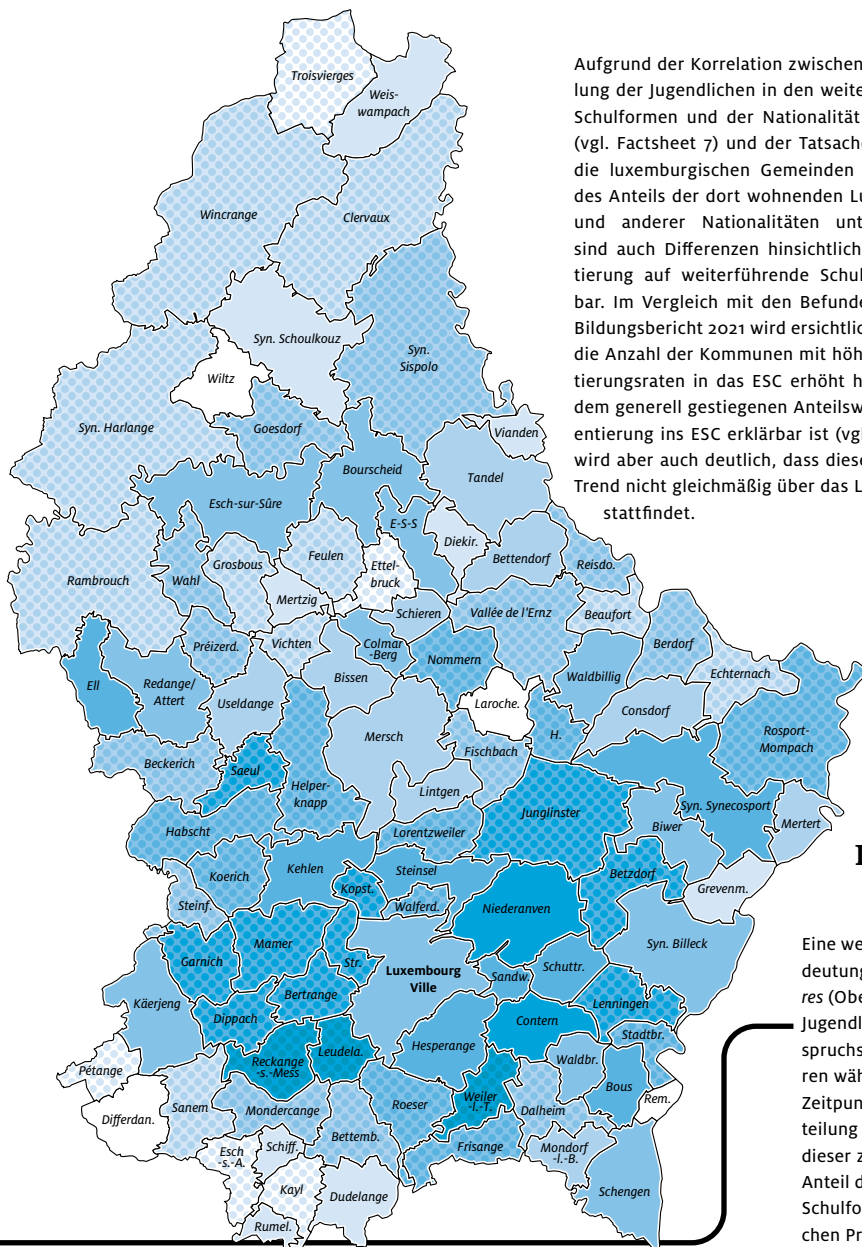 Aufgrund der Korrelation zwischen
lung der Jugendlichen in den weite
Schulformen und der Nationalität
(vgl. Factsheet 7) und der Tatsache
die luxemburgischen Gemeinden
des Anteils der dort wohnenden Lu
und anderer Nationalitäten unt
sind auch Differenzen hinsichtlich
tierung auf weiterführende Schul
bar. Im Vergleich mit den Befunde
Bildungsbericht 2021 wird ersichtlic
die Anzahl der Kommunen mit höh
tierungsraten in das ESC erhöht h
dem generell gestiegenen Anteilsw
entierung ins ESC erklärbar ist (vgl
wird aber auch deutlich, dass diese
Trend nicht gleichmäßig über das L
stattfindet.
Troisvierges
Weis-
wampach
Wincrange
Clervaux
Syn. Schoulkouz
Syn.
Sispolo
Wiltz
Syn. Harlange
Goesdorf
Vianden
Bourscheid
Tandel
Esch-sur-Sûre
E-S-S
Diekir.
Bettendorf
Reisdo.
Rambrouch
Wahl
Grosbous
Feulen
Ettel-
bruck
Mertzig
Schieren
Vallée de l'Ernz
Beaufort
Préizerd.
Vichten
Colmar
-Berg
Nommern
Berdorf
Waldbillig
Echternach
Ell
Redange/
Attert
Useldange
Bissen
Laroche.
Consdorf
Rosport-
Mompach
Mersch
H.
Beckerich
Saeul
Helper-
knapp
Fischbach
Lintgen
Junglinster
Syn. Synecosport
Habscht
Lorentzweiler
Biwer
Mertert
Koerich
Kehlen
Steinsel
Betzdorf
Steinf.
Kopst.
Walferd.
Niederanven
Grevenm.
Garnich
Mamer
Str.
Luxembourg
Ville
Sandw.
Schuttr.
Syn. Billeck
Käerjeng
Bertrange
Lenningen
Dippach
Contern
Stadtbr.
Hesperange
Reckange
-s.-Mess
Leudela.
Waldbr.
Pétange
Bous
Rem.
Differdan.
Sanem
Mondercange
Roeser
Weiler
-l.-T.
Dalheim
Bettemb.
Frisange
Mondorf
-l.-B.
Esch
-s.-A.
Schiff.
Schengen
Kayl
Dudelange
Rumel.
Eine we
deutung
res (Obe
Jugendl
spruchs
ren wäh
Zeitpun
teilung
dieser z
Anteil d
Schulfo
chen Pr